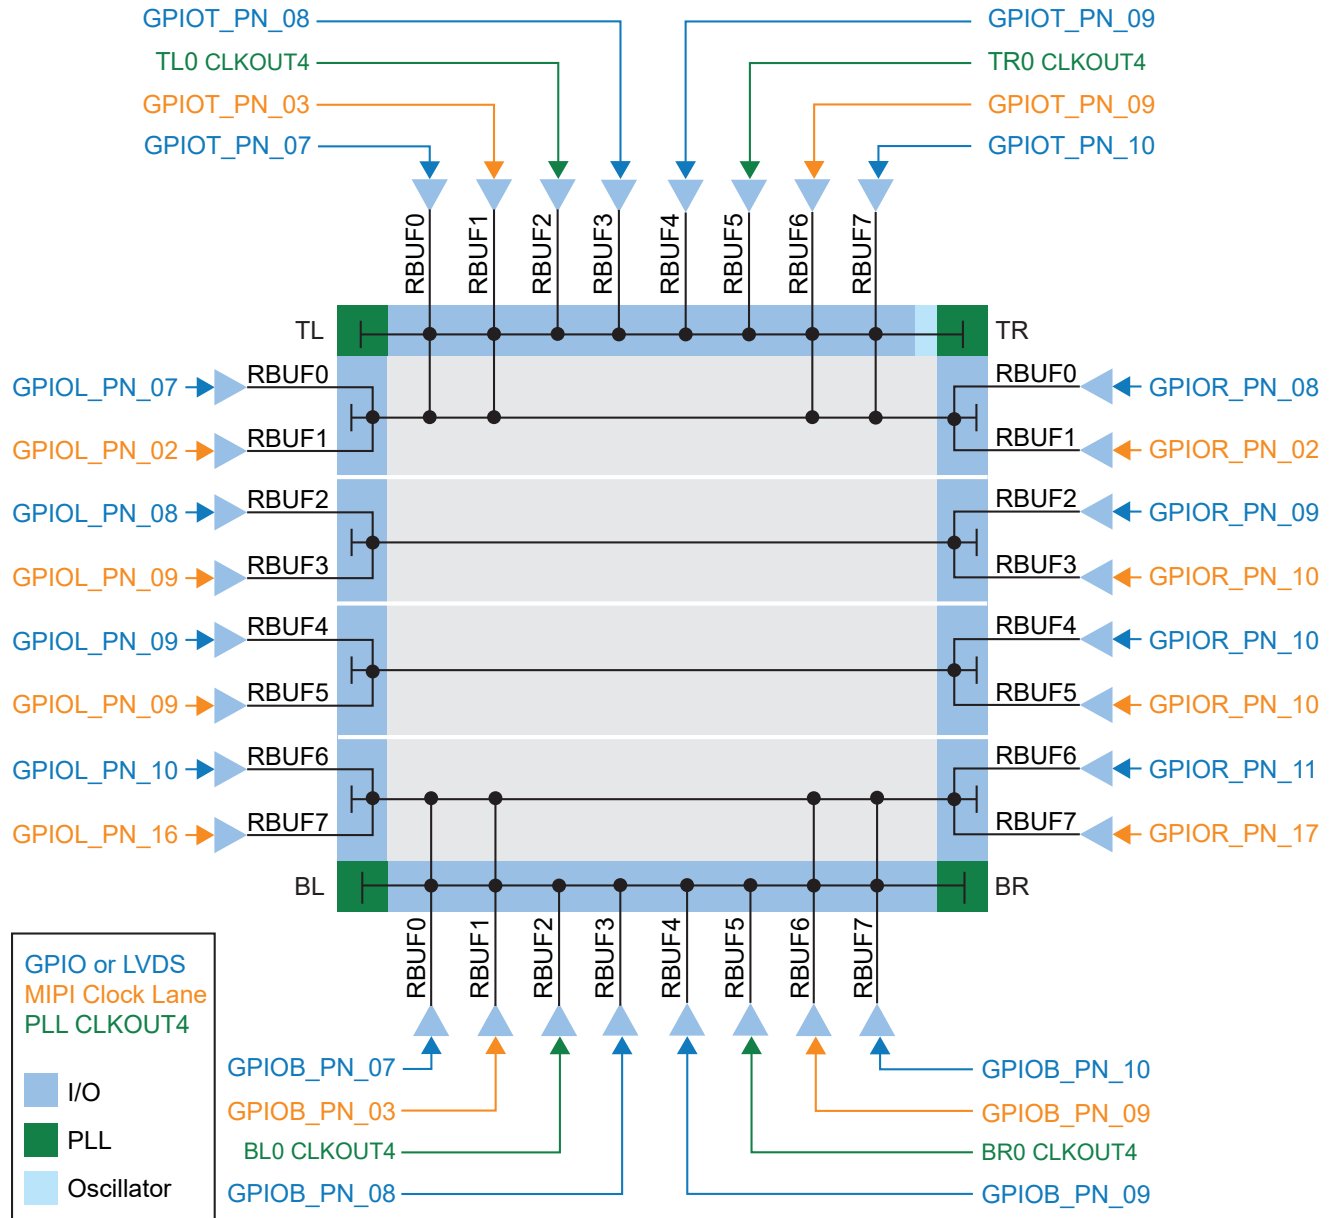 GPIOT_PN_08
GPIOT_PN_09
TL0 CLKOUT4
TR0 CLKOUT4
GPIOT_PN_03
GPIOT_PN_09
GPIOT_PN_07
GPIOT_PN_10
RBUF0
RBUF1
RBUF2
RBUF3
RBUF4
RBUF5
RBUF6
RBUF7
TL
TR
GPIOL_PN_07
RBUF0
RBUF0
GPIOR_PN_08
GPIOL_PN_02
RBUF1
RBUF1
GPIOR_PN_02
GPIOL_PN_08
RBUF2
RBUF2
GPIOR_PN_09
GPIOL_PN_09
RBUF3
RBUF3
GPIOR_PN_10
GPIOL_PN_09
RBUF4
RBUF4
GPIOR_PN_10
GPIOL_PN_09
RBUF5
RBUF5
GPIOR_PN_10
GPIOL_PN_10
RBUF6
RBUF6
GPIOR_PN_11
GPIOL_PN_16
RBUF7
RBUF7
GPIOR_PN_17
BL
BR
RBUF0
RBUF1
RBUF2
RBUF3
RBUF4
RBUF5
RBUF6
RBUF7
GPIOB_PN_07
GPIOB_PN_10
GPIOB_PN_03
GPIOB_PN_09
BL0 CLKOUT4
BR0 CLKOUT4
GPIOB_PN_08
GPIOB_PN_09
GPIO or LVDS
MIPI Clock Lane
PLL CLKOUT4
I/O
PLL
Oscillator